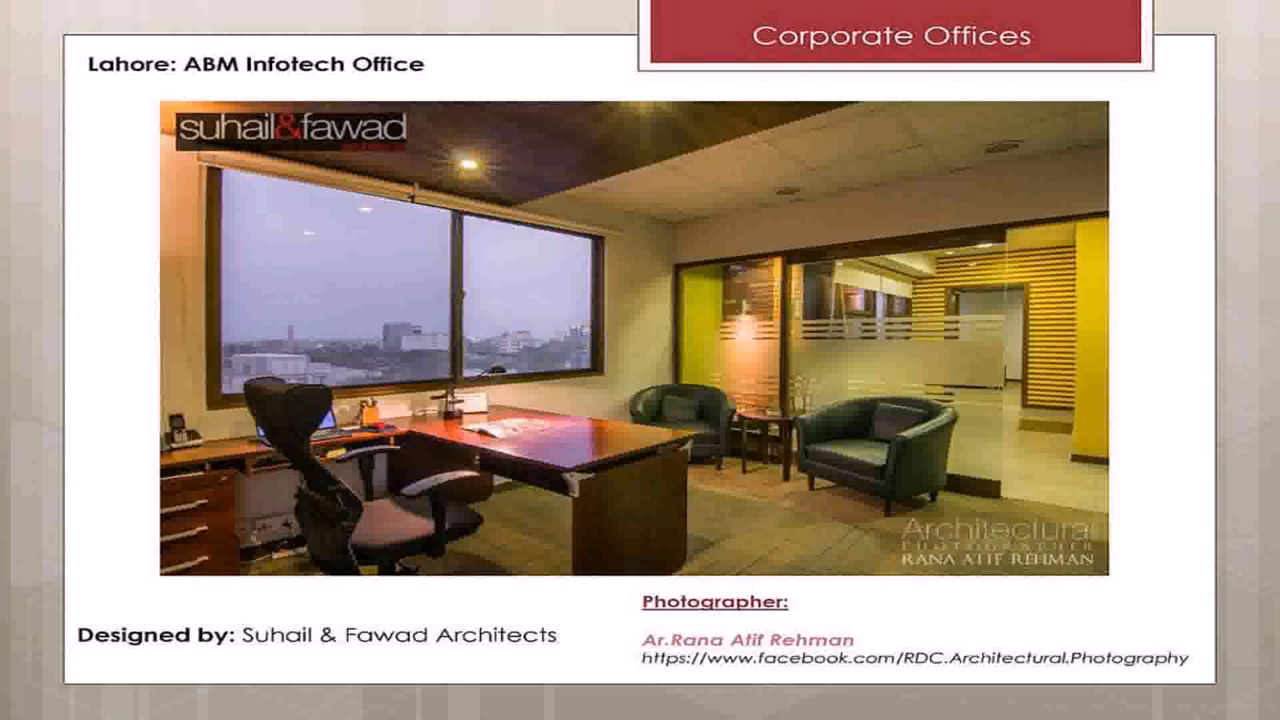 Corporate Offices
Lahore: ABM Infotech Office
suhail&fawad
Architectural
PHOTOGRAPHER
RANA ATIF REHMAN
Photographer:
Designed by: Suhail & Fawad Architects
Ar.Rana Atif Rehman
https://www.facebook.com/RDC.Architectural.Photography